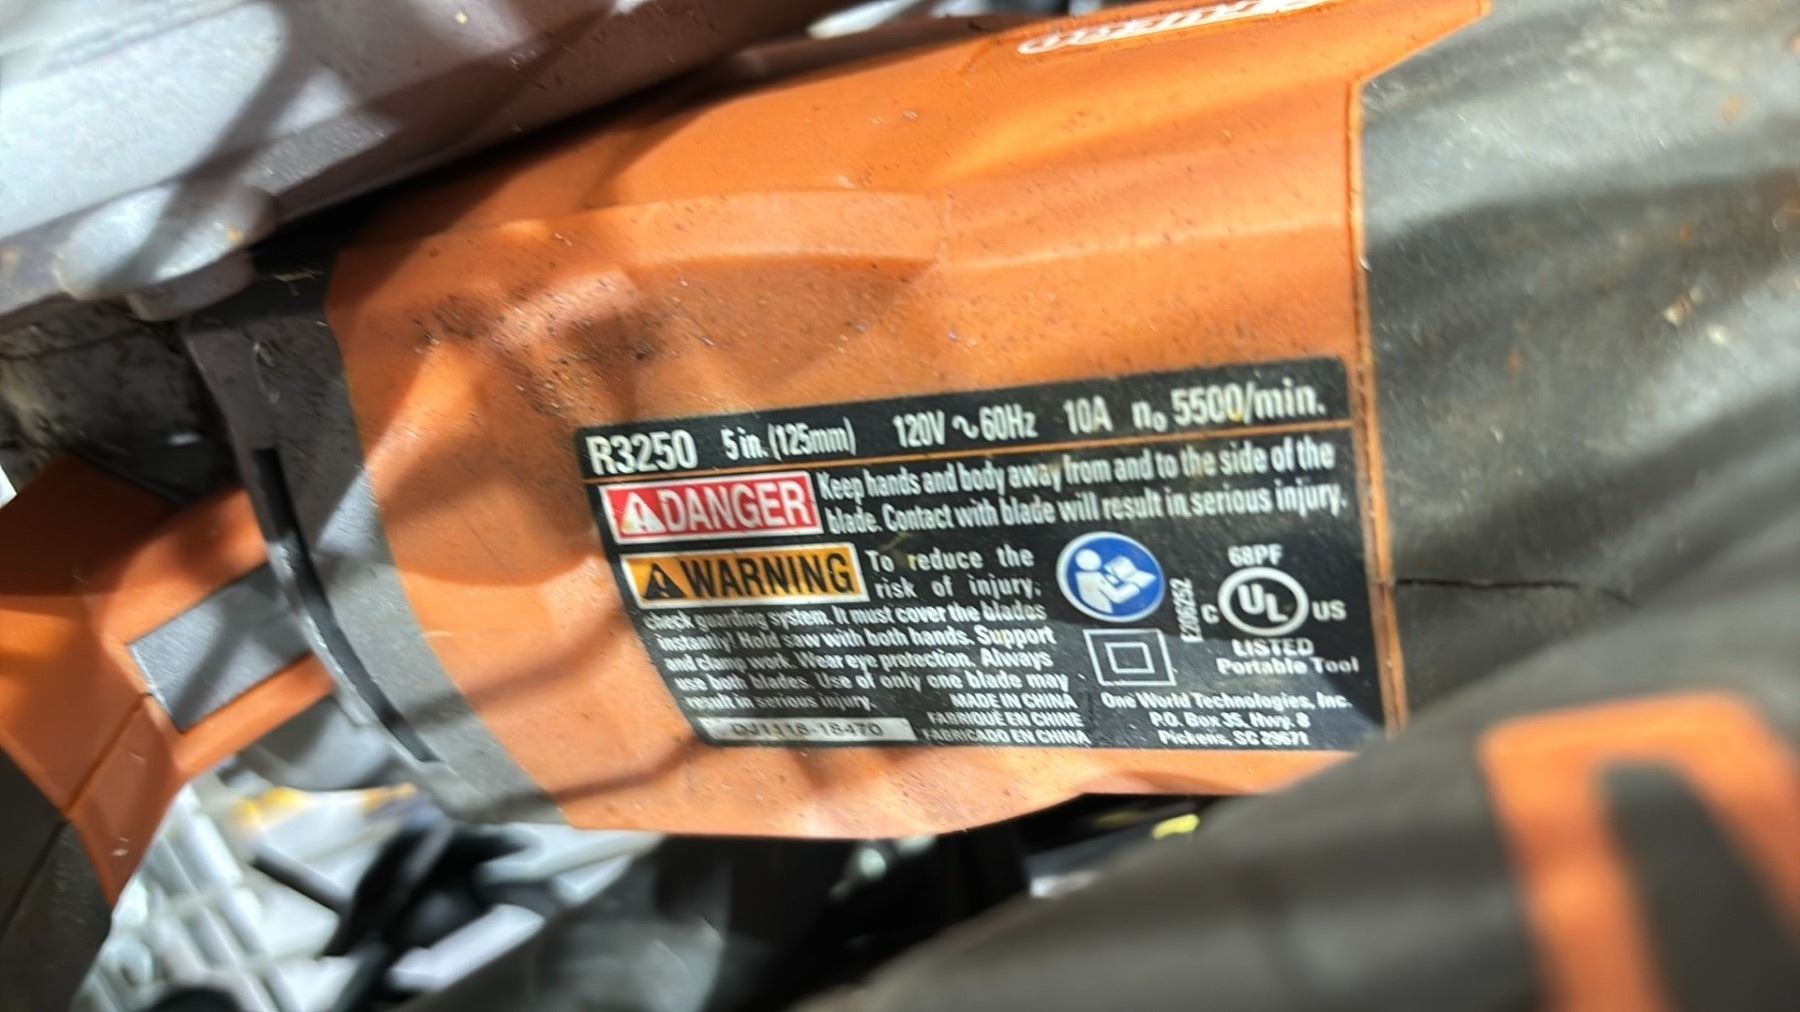 R3250 5 in. (125mm) 120V ~ 60Hz 10A n₀ 5500/min.
DANGER Keep hands and body away from and to the side of the
blade. Contact with blade will result in serious injury.
WARNING To reduce the
risk of injury,
check guarding system. It must cover the blades
instantly! Hold saw with both hands. Support
and clamp work. Wear eye protection. Always
use both blades. Use of only one blade may
result in serious injury.
MADE IN CHINA
FABRIQUÉ EN CHINE
FABRICADO EN CHINA
E206252
68PF
C UL US
LISTED
Portable Tool
One World Technologies, Inc.
P.O. Box 35, Hwy. 8
Pickens, SC 29671